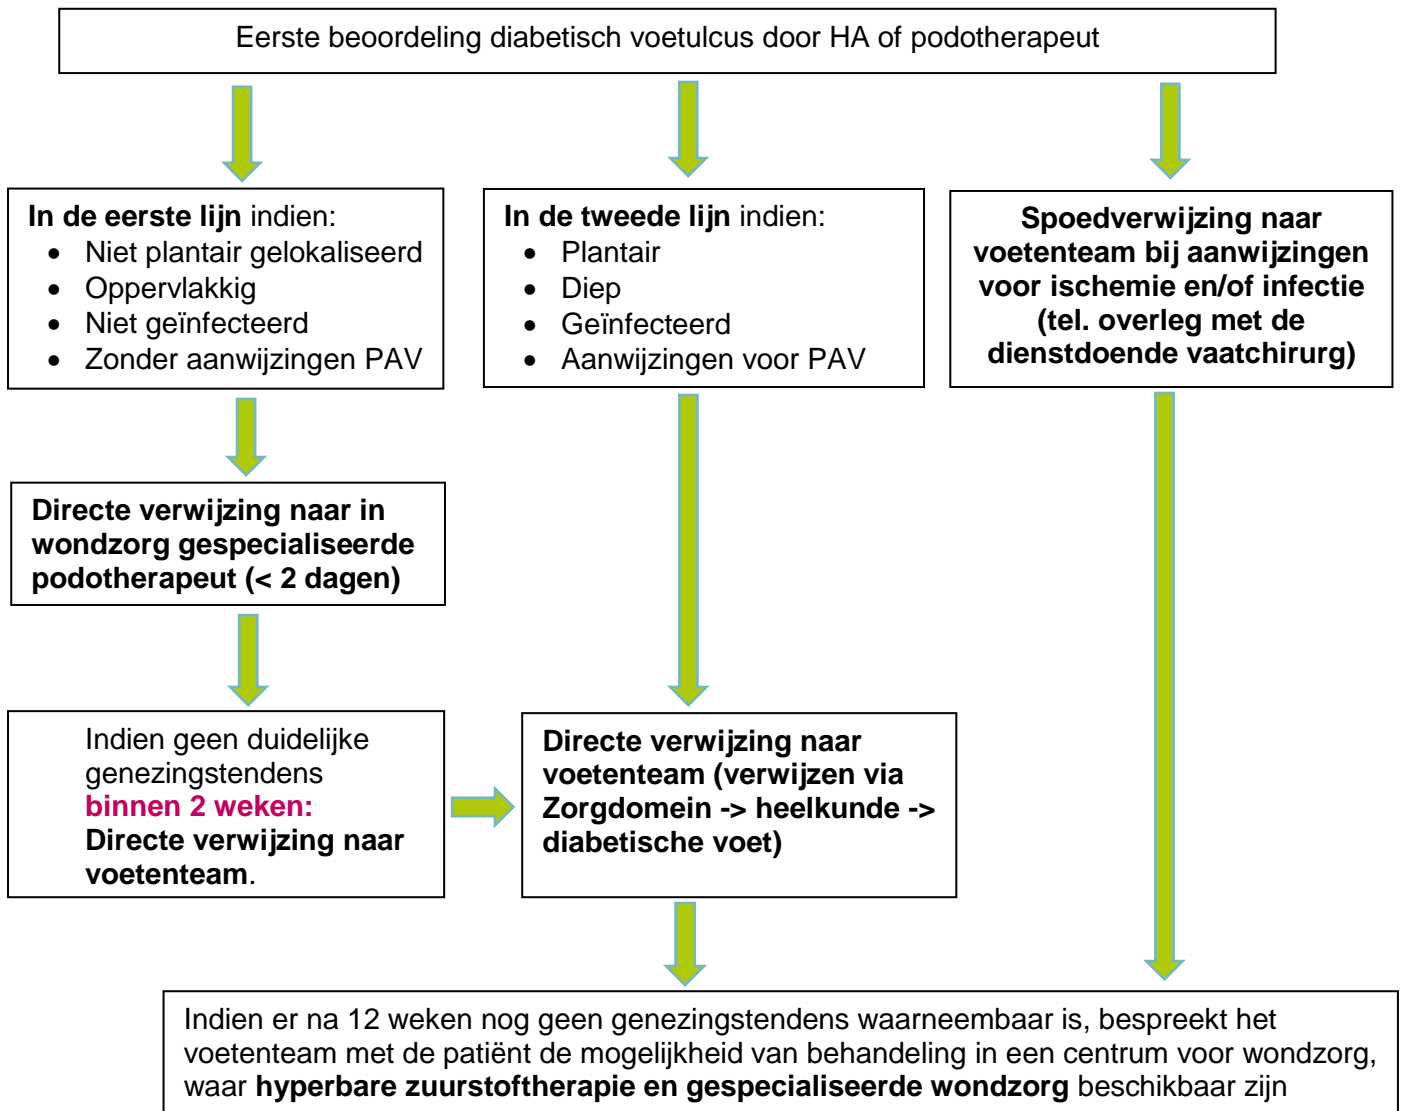 Eerste beoordeling diabetisch voetulcus door HA of podotherapeut
In de eerste lijn indien:
• Niet plantair gelokaliseerd
• Oppervlakkig
• Niet geïnfecteerd
• Zonder aanwijzingen PAV
In de tweede lijn indien:
• Plantair
• Diep
• Geïnfecteerd
• Aanwijzingen voor PAV
Spoedverwijzing naar
voetenteam bij aanwijzingen
voor ischemie en/of infectie
(tel. overleg met de
dienstdoende vaatchirurg)
Directe verwijzing naar in
wondzorg gespecialiseerde
podotherapeut (< 2 dagen)
Indien geen duidelijke
genezingstendens
binnen 2 weken:
Directe verwijzing naar
voetenteam.
Directe verwijzing naar
voetenteam (verwijzen via
Zorgdomein -> heelkunde ->
diabetische voet)
Indien er na 12 weken nog geen genezingstendens waarneembaar is, bespreekt het
voetenteam met de patiënt de mogelijkheid van behandeling in een centrum voor wondzorg,
waar hyperbare zuurstoftherapie en gespecialiseerde wondzorg beschikbaar zijn